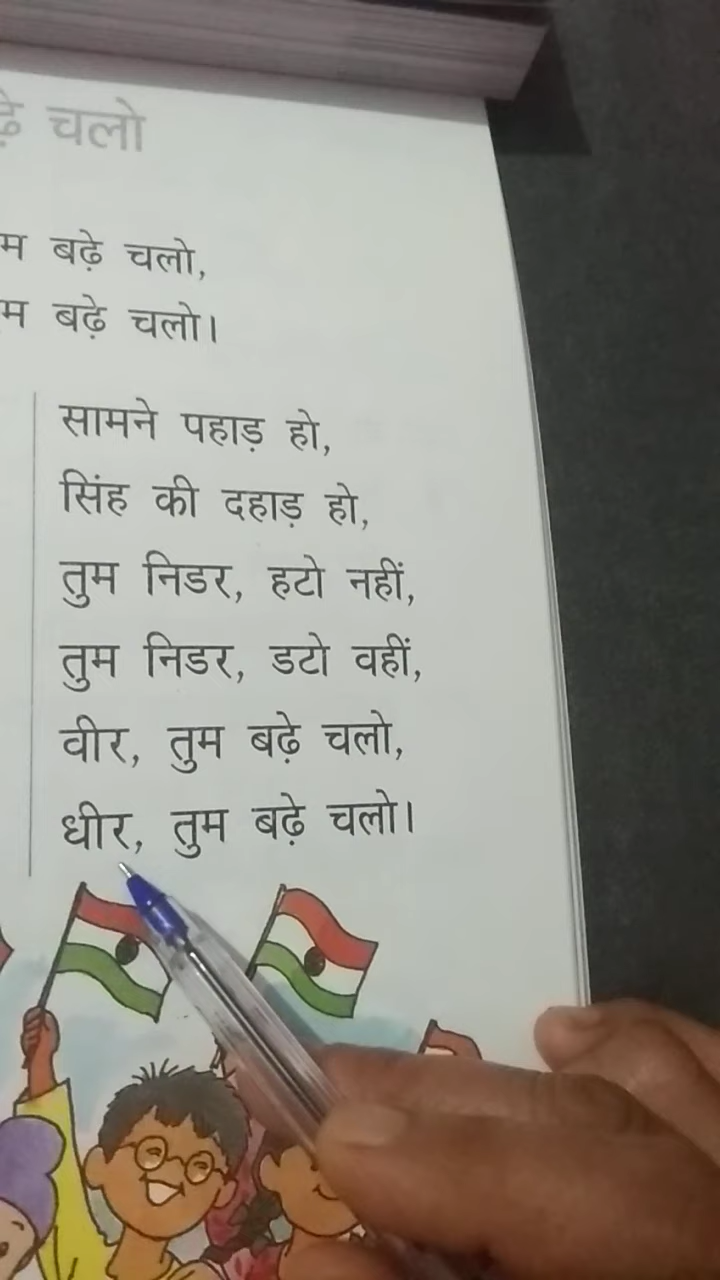 चलो
बढ़े चलो,
बढ़े चलो।
सामने पहाड़ हो,
सिंह की दहाड़ हो,
तुम निडर, हटो नहीं,
तुम निडर, डटो वहीं,
वीर, तुम बढ़े चलो,
धीर, तुम बढ़े चलो।